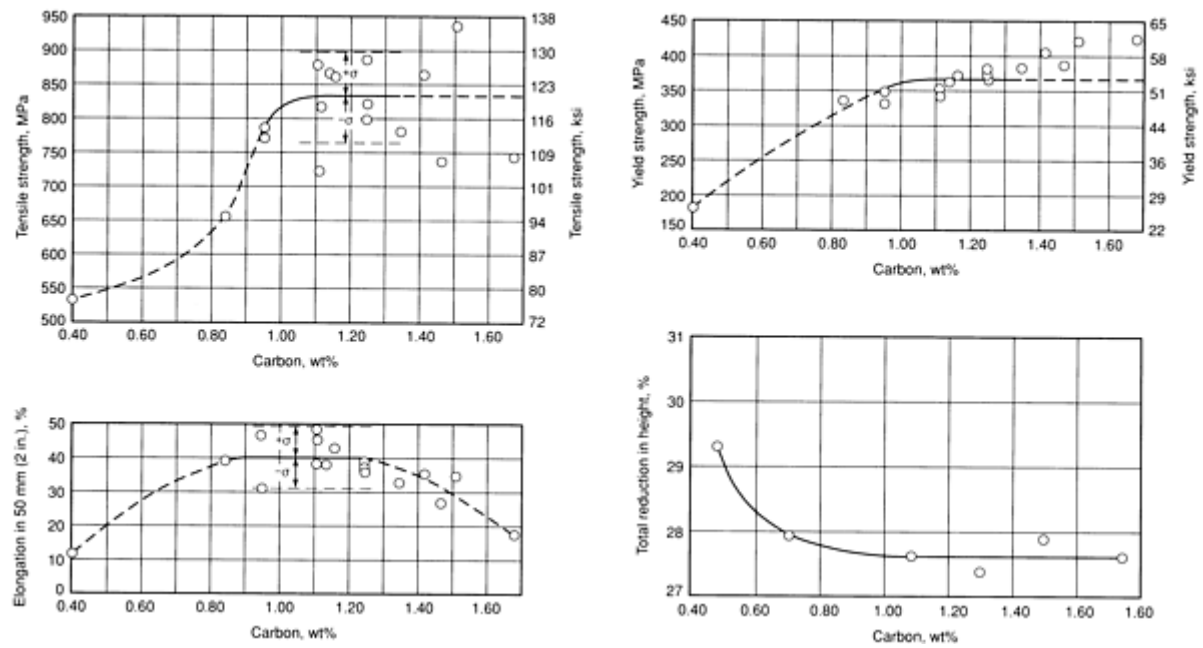 Tensile strength, MPa
950
900
850
800
750
700
650
600
550
500
+σ
-σ
138
130
123
116
109
101
94
87
80
72
Tensile strength, ksi
0.40 0.60 0.80 1.00 1.20 1.40 1.60
Carbon, wt%
Yield strength, MPa
450
400
350
300
250
200
150
65
58
51
44
36
29
22
Yield strength, ksi
0.40 0.60 0.80 1.00 1.20 1.40 1.60
Carbon, wt%
Elongation in 50 mm (2 in.), %
50
40
30
20
10
0
+σ
-σ
0.40 0.60 0.80 1.00 1.20 1.40 1.60
Carbon, wt%
Total reduction in height, %
31
30
29
28
27
0.40 0.60 0.80 1.00 1.20 1.40 1.60
Carbon, wt%